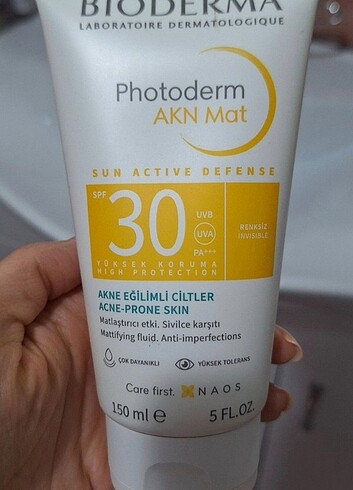 BIODERMA
LABORATOIRE DERMATOLOGIQUE
Photoderm
AKN Mat
SUN ACTIVE DEFENSE
SPF 30 UVB
UVA
PA+++
RENKSİZ
INVISIBLE
YÜKSEK KORUMA
HIGH PROTECTION
AKNE EĞİLİMLİ CİLTLER
ACNE-PRONE SKIN
Matlaştırıcı etki. Sivilce karşıtı
Mattifying fluid. Anti-imperfections
ÇOK DAYANIKLI YÜKSEK TOLERANS
Care first. NAOS
150 ml e 5 FL.OZ.